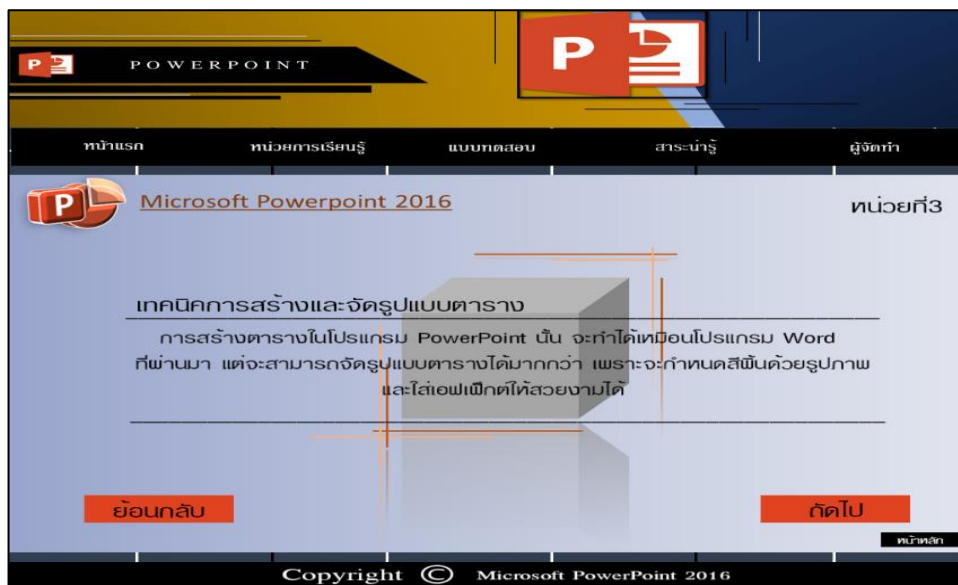 P
POWERPOINT
P
หน้าแรก หน่วยการเรียนรู้ แบบทดสอบ สาระน่ารู้ ผู้จัดทำ
P
Microsoft Powerpoint 2016
หน่วยที่3
เทคนิคการสร้างและจัดรูปแบบตาราง
การสร้างตารางในโปรแกรม PowerPoint นั้น จะทำได้เหมือนโปรแกรม Word
ที่ผ่านมา แต่จะสามารถจัดรูปแบบตารางได้มากกว่า เพราะจะกำหนดสีพื้นด้วยรูปภาพ
และใส่เอฟเฟ็กต์ให้สวยงามได้
ย้อนกลับ ถัดไป
หน้าหลัก
Copyright © Microsoft PowerPoint 2016